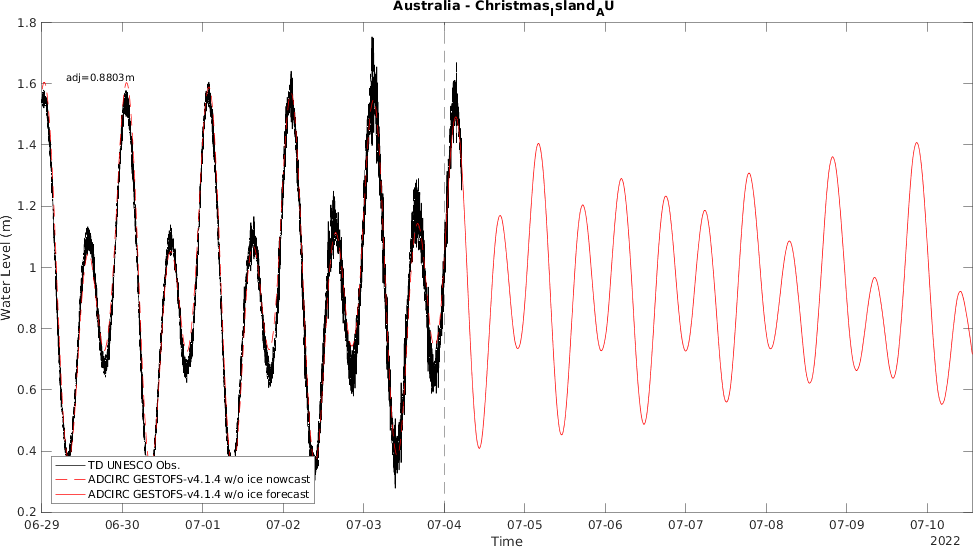 Australia - ChristmasIslandAU
1.8
adj=0.8803m
1.6
1.4
1.2
1
0.8
0.6
0.4
0.2
Water Level (m)
TD UNESCO Obs.
ADCIRC GESTOFS-v4.1.4 w/o ice nowcast
ADCIRC GESTOFS-v4.1.4 w/o ice forecast
06-29 06-30 07-01 07-02 07-03 07-04 07-05 07-06 07-07 07-08 07-09 07-10
Time
2022